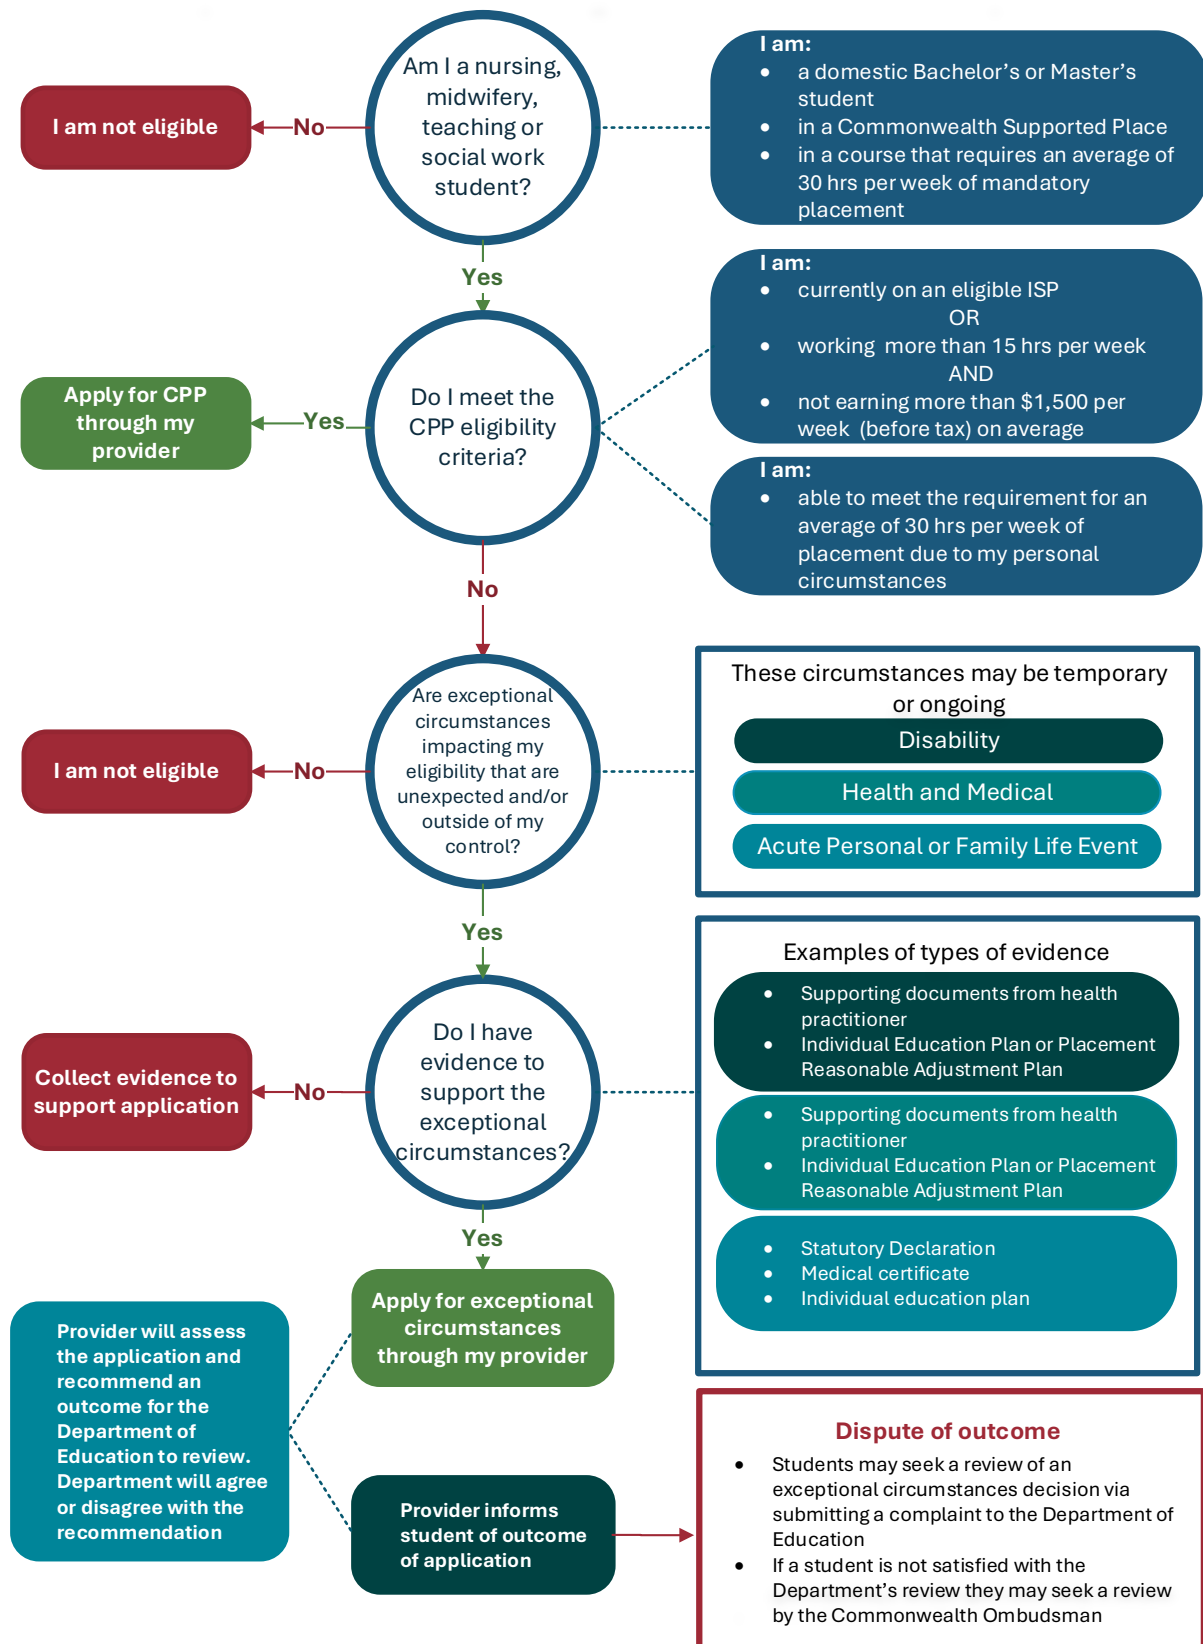 Am I a nursing,
midwifery,
teaching or
social work
student?
No
I am not eligible
I am:
• a domestic Bachelor's or Master's
student
• in a Commonwealth Supported Place
• in a course that requires an average of
30 hrs per week of mandatory
placement
Yes
Do I meet the
CPP eligibility
criteria?
Yes
Apply for CPP
through my
provider
I am:
• currently on an eligible ISP
OR
• working more than 15 hrs per week
AND
• not earning more than $1,500 per
week (before tax) on average
I am:
• able to meet the requirement for an
average of 30 hrs per week of
placement due to my personal
circumstances
No
Are exceptional
circumstances
impacting my
eligibility that are
unexpected and/or
outside of my
control?
No
I am not eligible
These circumstances may be temporary
or ongoing
Disability
Health and Medical
Acute Personal or Family Life Event
Yes
Do I have
evidence to
support the
exceptional
circumstances?
No
Collect evidence to
support application
Examples of types of evidence
• Supporting documents from health
practitioner
• Individual Education Plan or Placement
Reasonable Adjustment Plan
• Supporting documents from health
practitioner
• Individual Education Plan or Placement
Reasonable Adjustment Plan
• Statutory Declaration
• Medical certificate
• Individual education plan
Yes
Apply for exceptional
circumstances
through my provider
Provider will assess
the application and
recommend an
outcome for the
Department of
Education to review.
Department will agree
or disagree with the
recommendation
Provider informs
student of outcome
of application
Dispute of outcome
• Students may seek a review of an
exceptional circumstances decision via
submitting a complaint to the Department of
Education
• If a student is not satisfied with the
Department's review they may seek a review
by the Commonwealth Ombudsman